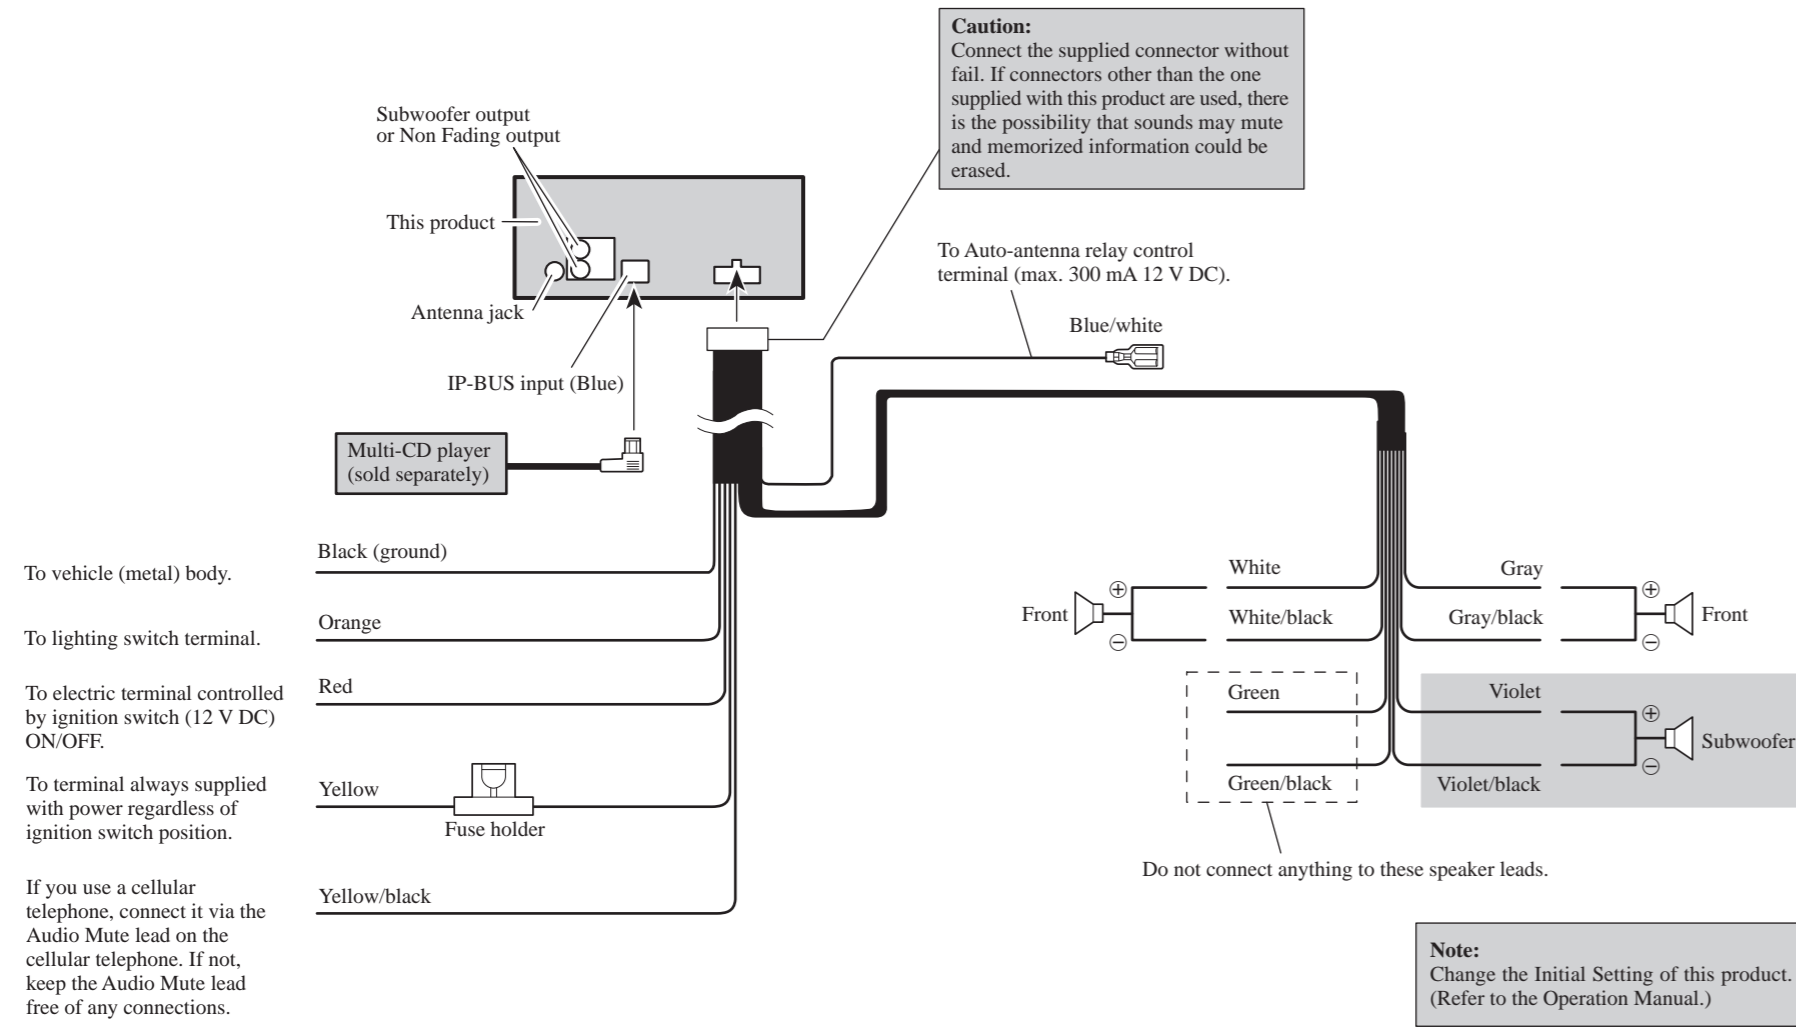 Caution:
Connect the supplied connector without
fail. If connectors other than the one
supplied with this product are used, there
is the possibility that sounds may mute
and memorized information could be
erased.
Subwoofer output
or Non Fading output
This product
Antenna jack
IP-BUS input (Blue)
Multi-CD player
(sold separately)
To Auto-antenna relay control
terminal (max. 300 mA 12 V DC).
Blue/white
Black (ground)
To vehicle (metal) body.
Orange
To lighting switch terminal.
Red
To electric terminal controlled
by ignition switch (12 V DC)
ON/OFF.
Yellow
Fuse holder
To terminal always supplied
with power regardless of
ignition switch position.
Yellow/black
If you use a cellular
telephone, connect it via the
Audio Mute lead on the
cellular telephone. If not,
keep the Audio Mute lead
free of any connections.
White
Front
⊕
⊖
White/black
Gray
Gray/black
⊕
⊖
Front
Green
Green/black
Violet
Violet/black
⊕
⊖
Subwoofer
Do not connect anything to these speaker leads.
Note:
Change the Initial Setting of this product.
(Refer to the Operation Manual.)